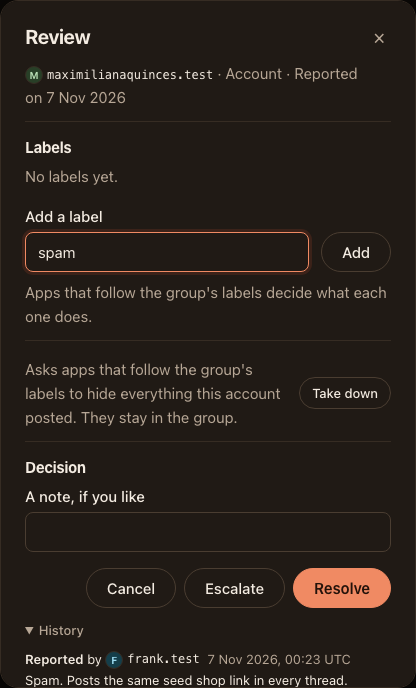 Review ×
M maximilianaquinces.test · Account · Reported
on 7 Nov 2026
Labels
No labels yet.
Add a label
spam
Add
Apps that follow the group's labels decide what each
one does.
Asks apps that follow the group's
labels to hide everything this account
posted. They stay in the group.
Take down
Decision
A note, if you like
Cancel
Escalate
Resolve
▼ History
Reported by F frank.test 7 Nov 2026, 00:23 UTC
Spam. Posts the same seed shop link in every thread.